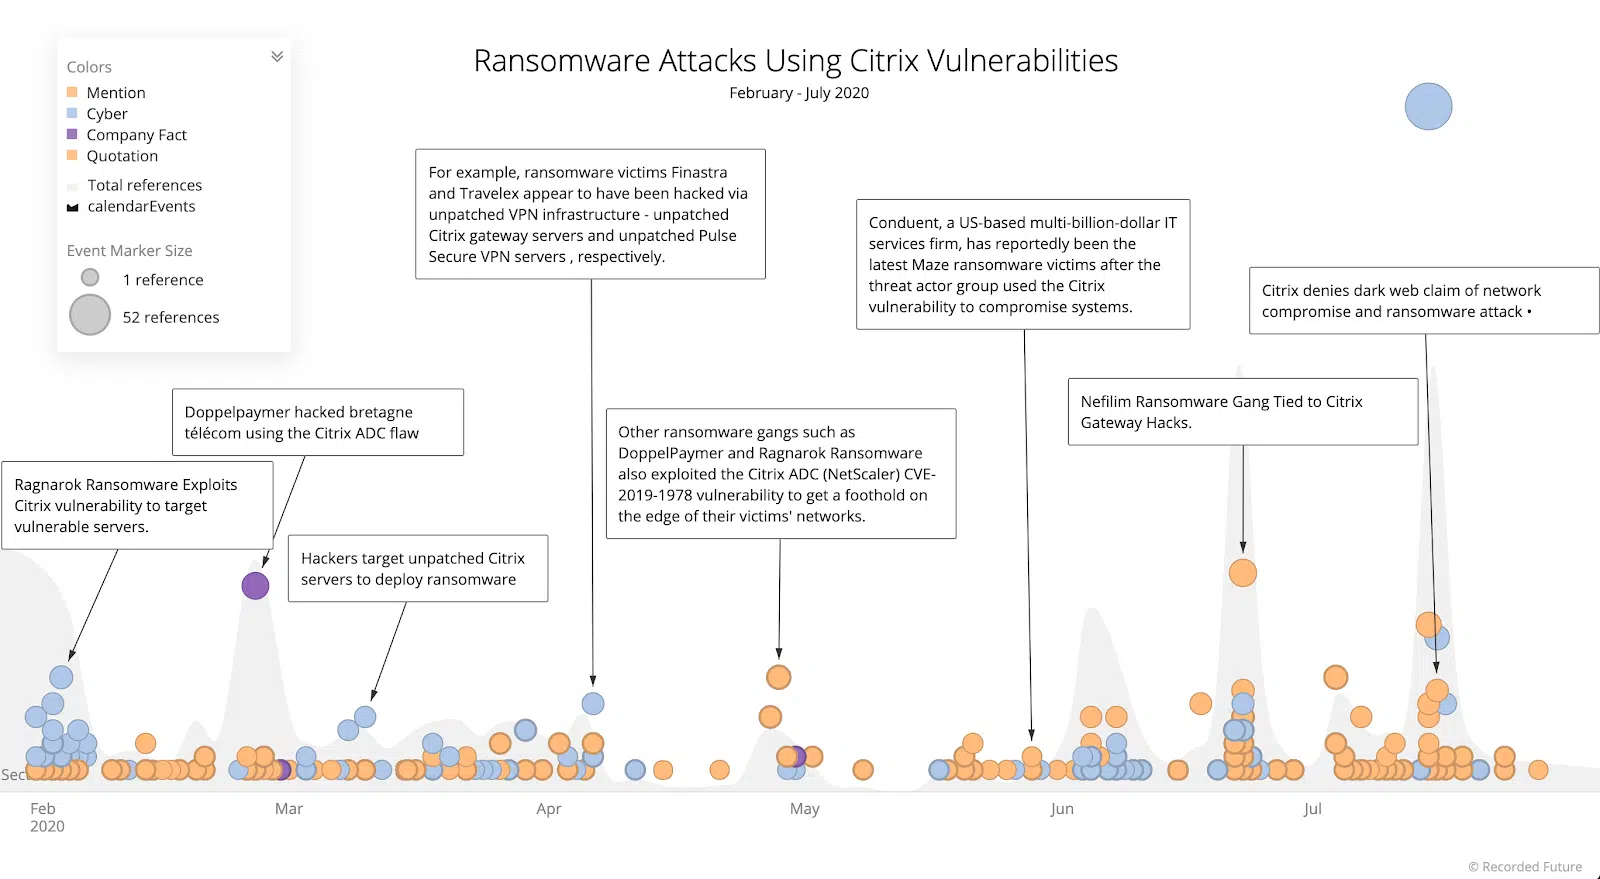 Ransomware Attacks Using Citrix Vulnerabilities
February - July 2020
Colors
Mention
Cyber
Company Fact
Quotation
Total references
calendarEvents
Event Marker Size
1 reference
52 references
For example, ransomware victims Finastra
and Travelex appear to have been hacked via
unpatched VPN infrastructure - unpatched
Citrix gateway servers and unpatched Pulse
Secure VPN servers , respectively.
Conduent, a US-based multi-billion-dollar IT
services firm, has reportedly been the
latest Maze ransomware victims after the
threat actor group used the Citrix
vulnerability to compromise systems.
Citrix denies dark web claim of network
compromise and ransomware attack •
Doppelpaymer hacked bretagne
télécom using the Citrix ADC flaw
Nefilim Ransomware Gang Tied to Citrix
Gateway Hacks.
Other ransomware gangs such as
DoppelPaymer and Ragnarok Ransomware
also exploited the Citrix ADC (NetScaler) CVE-
2019-1978 vulnerability to get a foothold on
the edge of their victims' networks.
Ragnarok Ransomware Exploits
Citrix vulnerability to target
vulnerable servers.
Hackers target unpatched Citrix
servers to deploy ransomware
Feb
2020
Mar
Apr
May
Jun
Jul
© Recorded Future